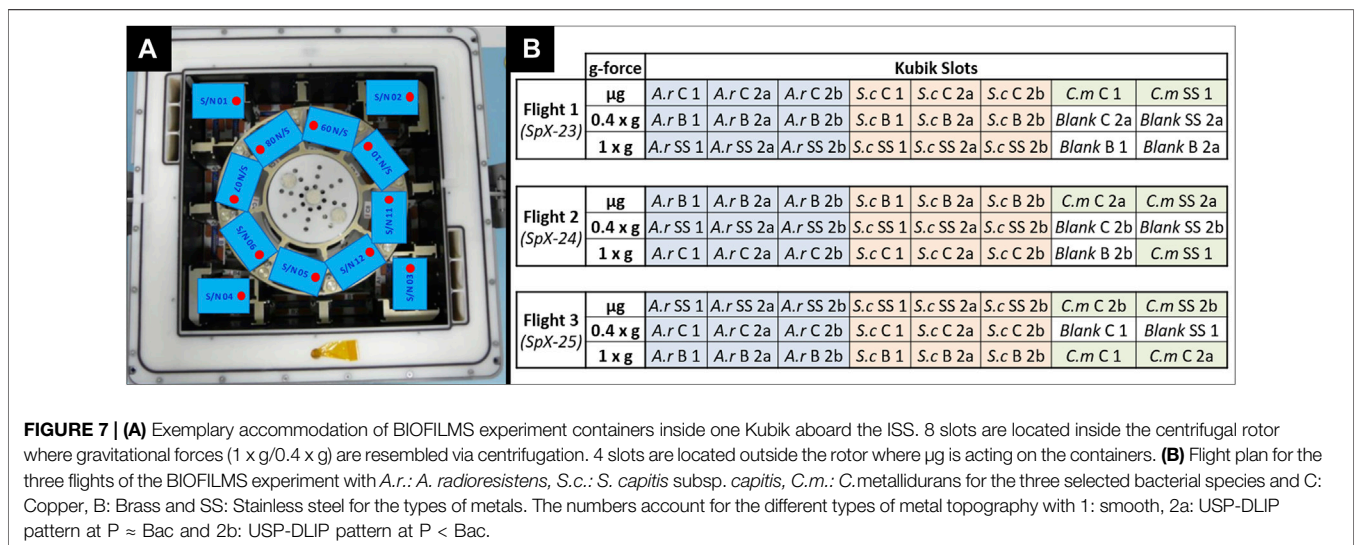 A
S/N 01
S/N 02
S/N 08
S/N 09
S/N 10
S/N 07
S/N 11
S/N 06
S/N 12
S/N 05
S/N 03
S/N 04
B
g-force Kubik Slots
Flight 1 (SpX-23)
µg A.r C 1 A.r C 2a A.r C 2b S.c C 1 S.c C 2a S.c C 2b C.m C 1 C.m SS 1
0.4 x g A.r B 1 A.r B 2a A.r B 2b S.c B 1 S.c B 2a S.c B 2b Blank C 2a Blank SS 2a
1 x g A.r SS 1 A.r SS 2a A.r SS 2b S.c SS 1 S.c SS 2a S.c SS 2b Blank B 1 Blank B 2a
Flight 2 (SpX-24)
µg A.r B 1 A.r B 2a A.r B 2b S.c B 1 S.c B 2a S.c B 2b C.m C 2a C.m SS 2a
0.4 x g A.r SS 1 A.r SS 2a A.r SS 2b S.c SS 1 S.c SS 2a S.c SS 2b Blank C 2b Blank SS 2b
1 x g A.r C 1 A.r C 2a A.r C 2b S.c C 1 S.c C 2a S.c C 2b Blank B 2b C.m SS 1
Flight 3 (SpX-25)
µg A.r SS 1 A.r SS 2a A.r SS 2b S.c SS 1 S.c SS 2a S.c SS 2b C.m C 2b C.m SS 2b
0.4 x g A.r C 1 A.r C 2a A.r C 2b S.c C 1 S.c C 2a S.c C 2b Blank C 1 Blank SS 1
1 x g A.r B 1 A.r B 2a A.r B 2b S.c B 1 S.c B 2a S.c B 2b C.m C 1 C.m C 2a
FIGURE 7 | (A) Exemplary accommodation of BIOFILMS experiment containers inside one Kubik aboard the ISS. 8 slots are located inside the centrifugal rotor
where gravitational forces (1 x g/0.4 x g) are resembled via centrifugation. 4 slots are located outside the rotor where µg is acting on the containers. (B) Flight plan for the
three flights of the BIOFILMS experiment with A.r.: A. radioresistens, S.c.: S. capitis subsp. capitis, C.m.: C.metallidurans for the three selected bacterial species and C:
Copper, B: Brass and SS: Stainless steel for the types of metals. The numbers account for the different types of metal topography with 1: smooth, 2a: USP-DLIP
pattern at P ≈ Bac and 2b: USP-DLIP pattern at P < Bac.